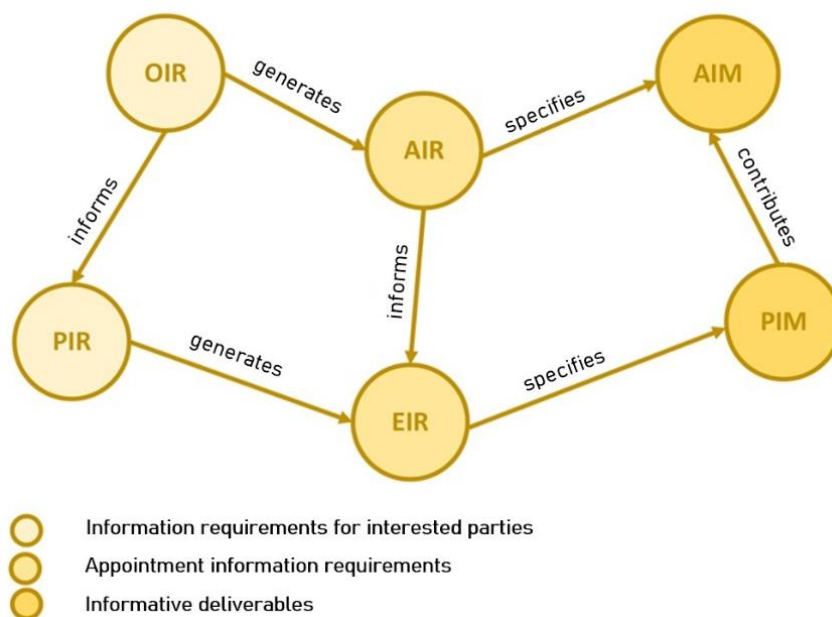 OIR
generates
AIR
specifies
AIM
informs
informs
contributes
PIR
generates
EIR
specifies
PIM
Information requirements for interested parties
Appointment information requirements
Informative deliverables